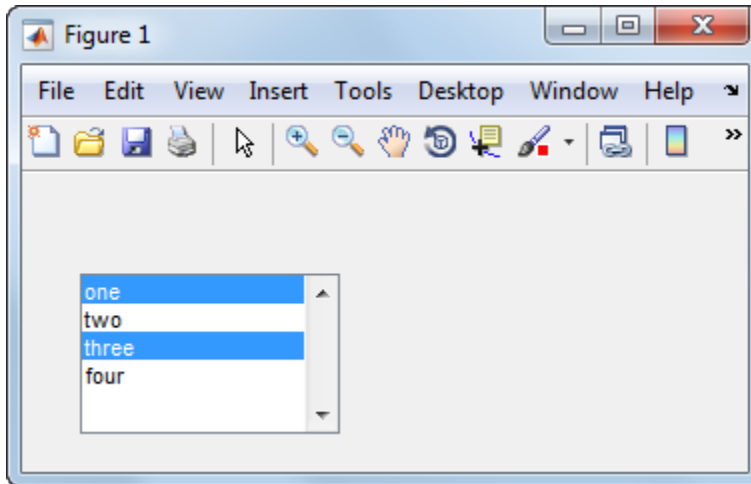 Figure 1
File Edit View Insert Tools Desktop Window Help
one
two
three
four